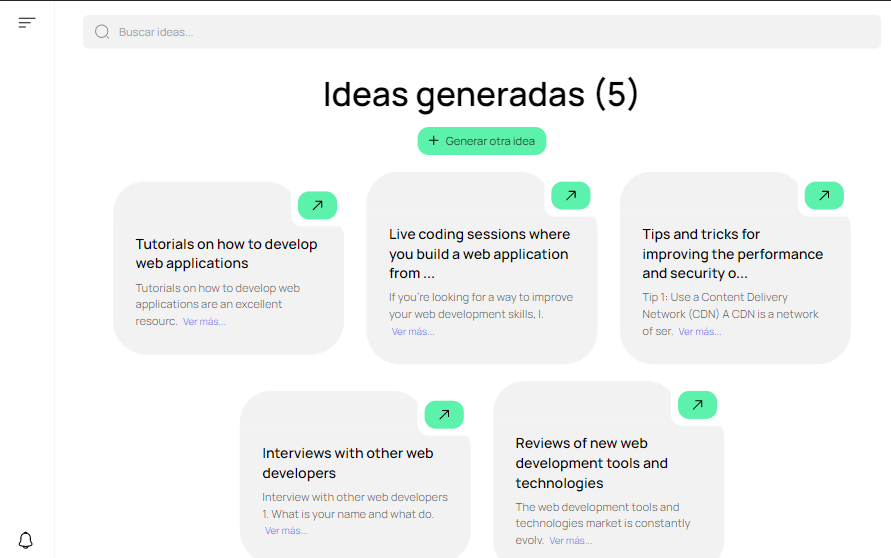 Buscar ideas...
Ideas generadas (5)
+ Generar otra idea
Tutorials on how to develop
web applications
Tutorials on how to develop web
applications are an excellent
resourc. Ver más...
Live coding sessions where
you build a web application
from ...
If you're looking for a way to improve
your web development skills, l.
Ver más...
Tips and tricks for
improving the performance
and security o...
Tip 1: Use a Content Delivery
Network (CDN) A CDN is a network
of ser. Ver más...
Interviews with other web
developers
Interview with other web developers
1. What is your name and what do.
Ver más...
Reviews of new web
development tools and
technologies
The web development tools and
technologies market is constantly
evolv. Ver más...